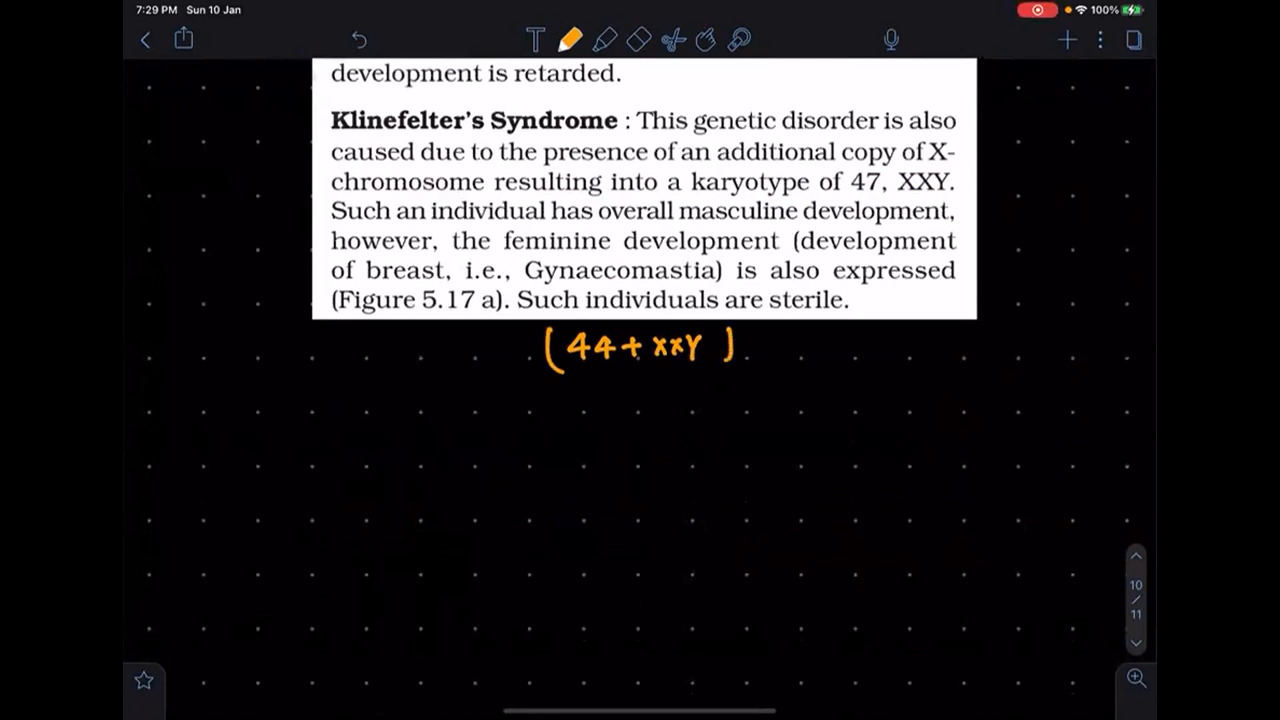 7:29 PM Sun 10 Jan
100%
T
development is retarded.
Klinefelter's Syndrome : This genetic disorder is also
caused due to the presence of an additional copy of X-
chromosome resulting into a karyotype of 47, XXY.
Such an individual has overall masculine development,
however, the feminine development (development
of breast, i.e., Gynaecomastia) is also expressed
(Figure 5.17 a). Such individuals are sterile.
(44+XXY)
10
/
11